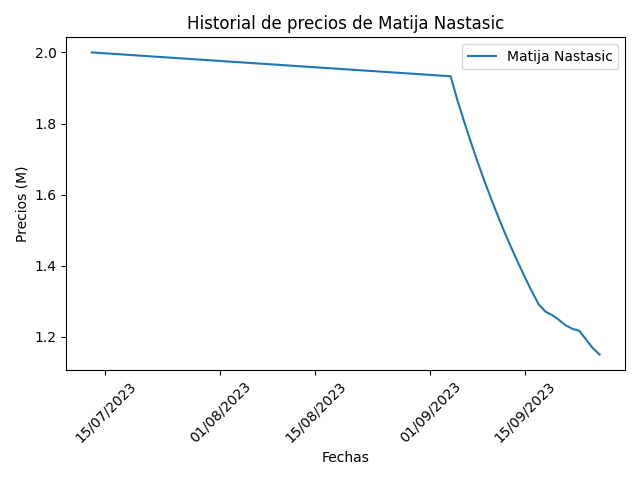 Historial de precios de Matija Nastasic
Matija Nastasic
Precios (M)
2.0
1.8
1.6
1.4
1.2
15/07/2023
01/08/2023
15/08/2023
01/09/2023
15/09/2023
Fechas